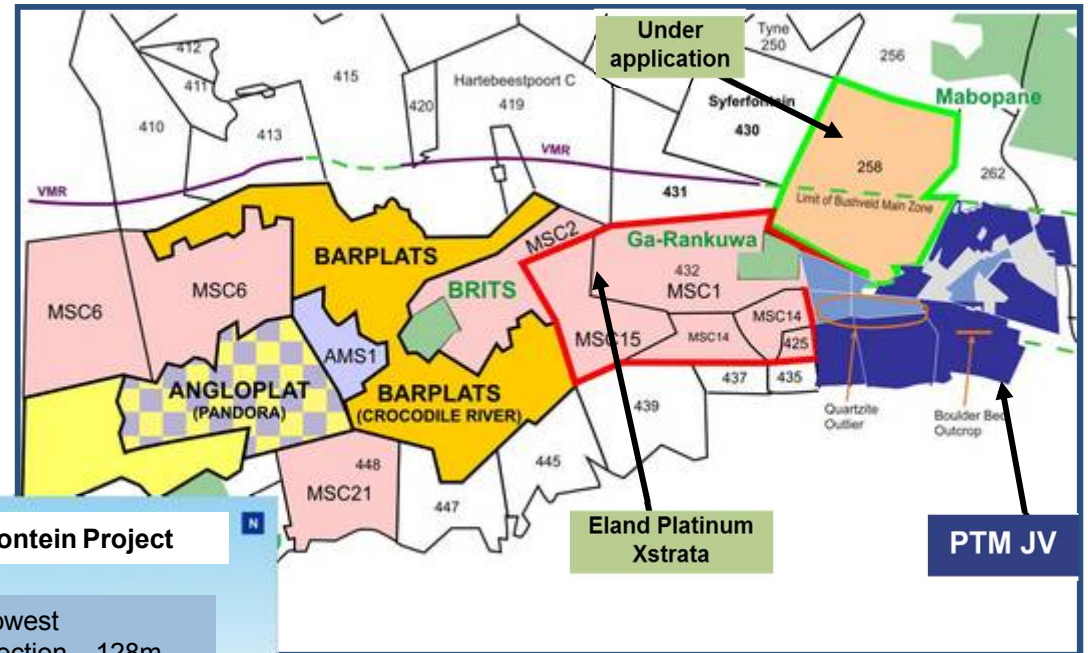 Under
application
Tyne
250
412
411
415
256
Hartebeestpoort C
419
420
Syferfontein
430
Mabopane
410
413
258
262
VMR
VMR
431
Limit of Bushveld Main Zone
MSC2
Ga-Rankuwa
BARPLATS
432
MSC1
MSC6
MSC6
BRITS
MSC14
MSC15
MSC14
425
AMS1
ANGLOPLAT
(PANDORA)
BARPLATS
(CROCODILE RIVER)
437
435
439
Quartzite
Outlier
Boulder Bed
Outcrop
448
445
MSC21
447
N
Eland Platinum
Xstrata
PTM JV
ontein Project
owest
ection – 128m